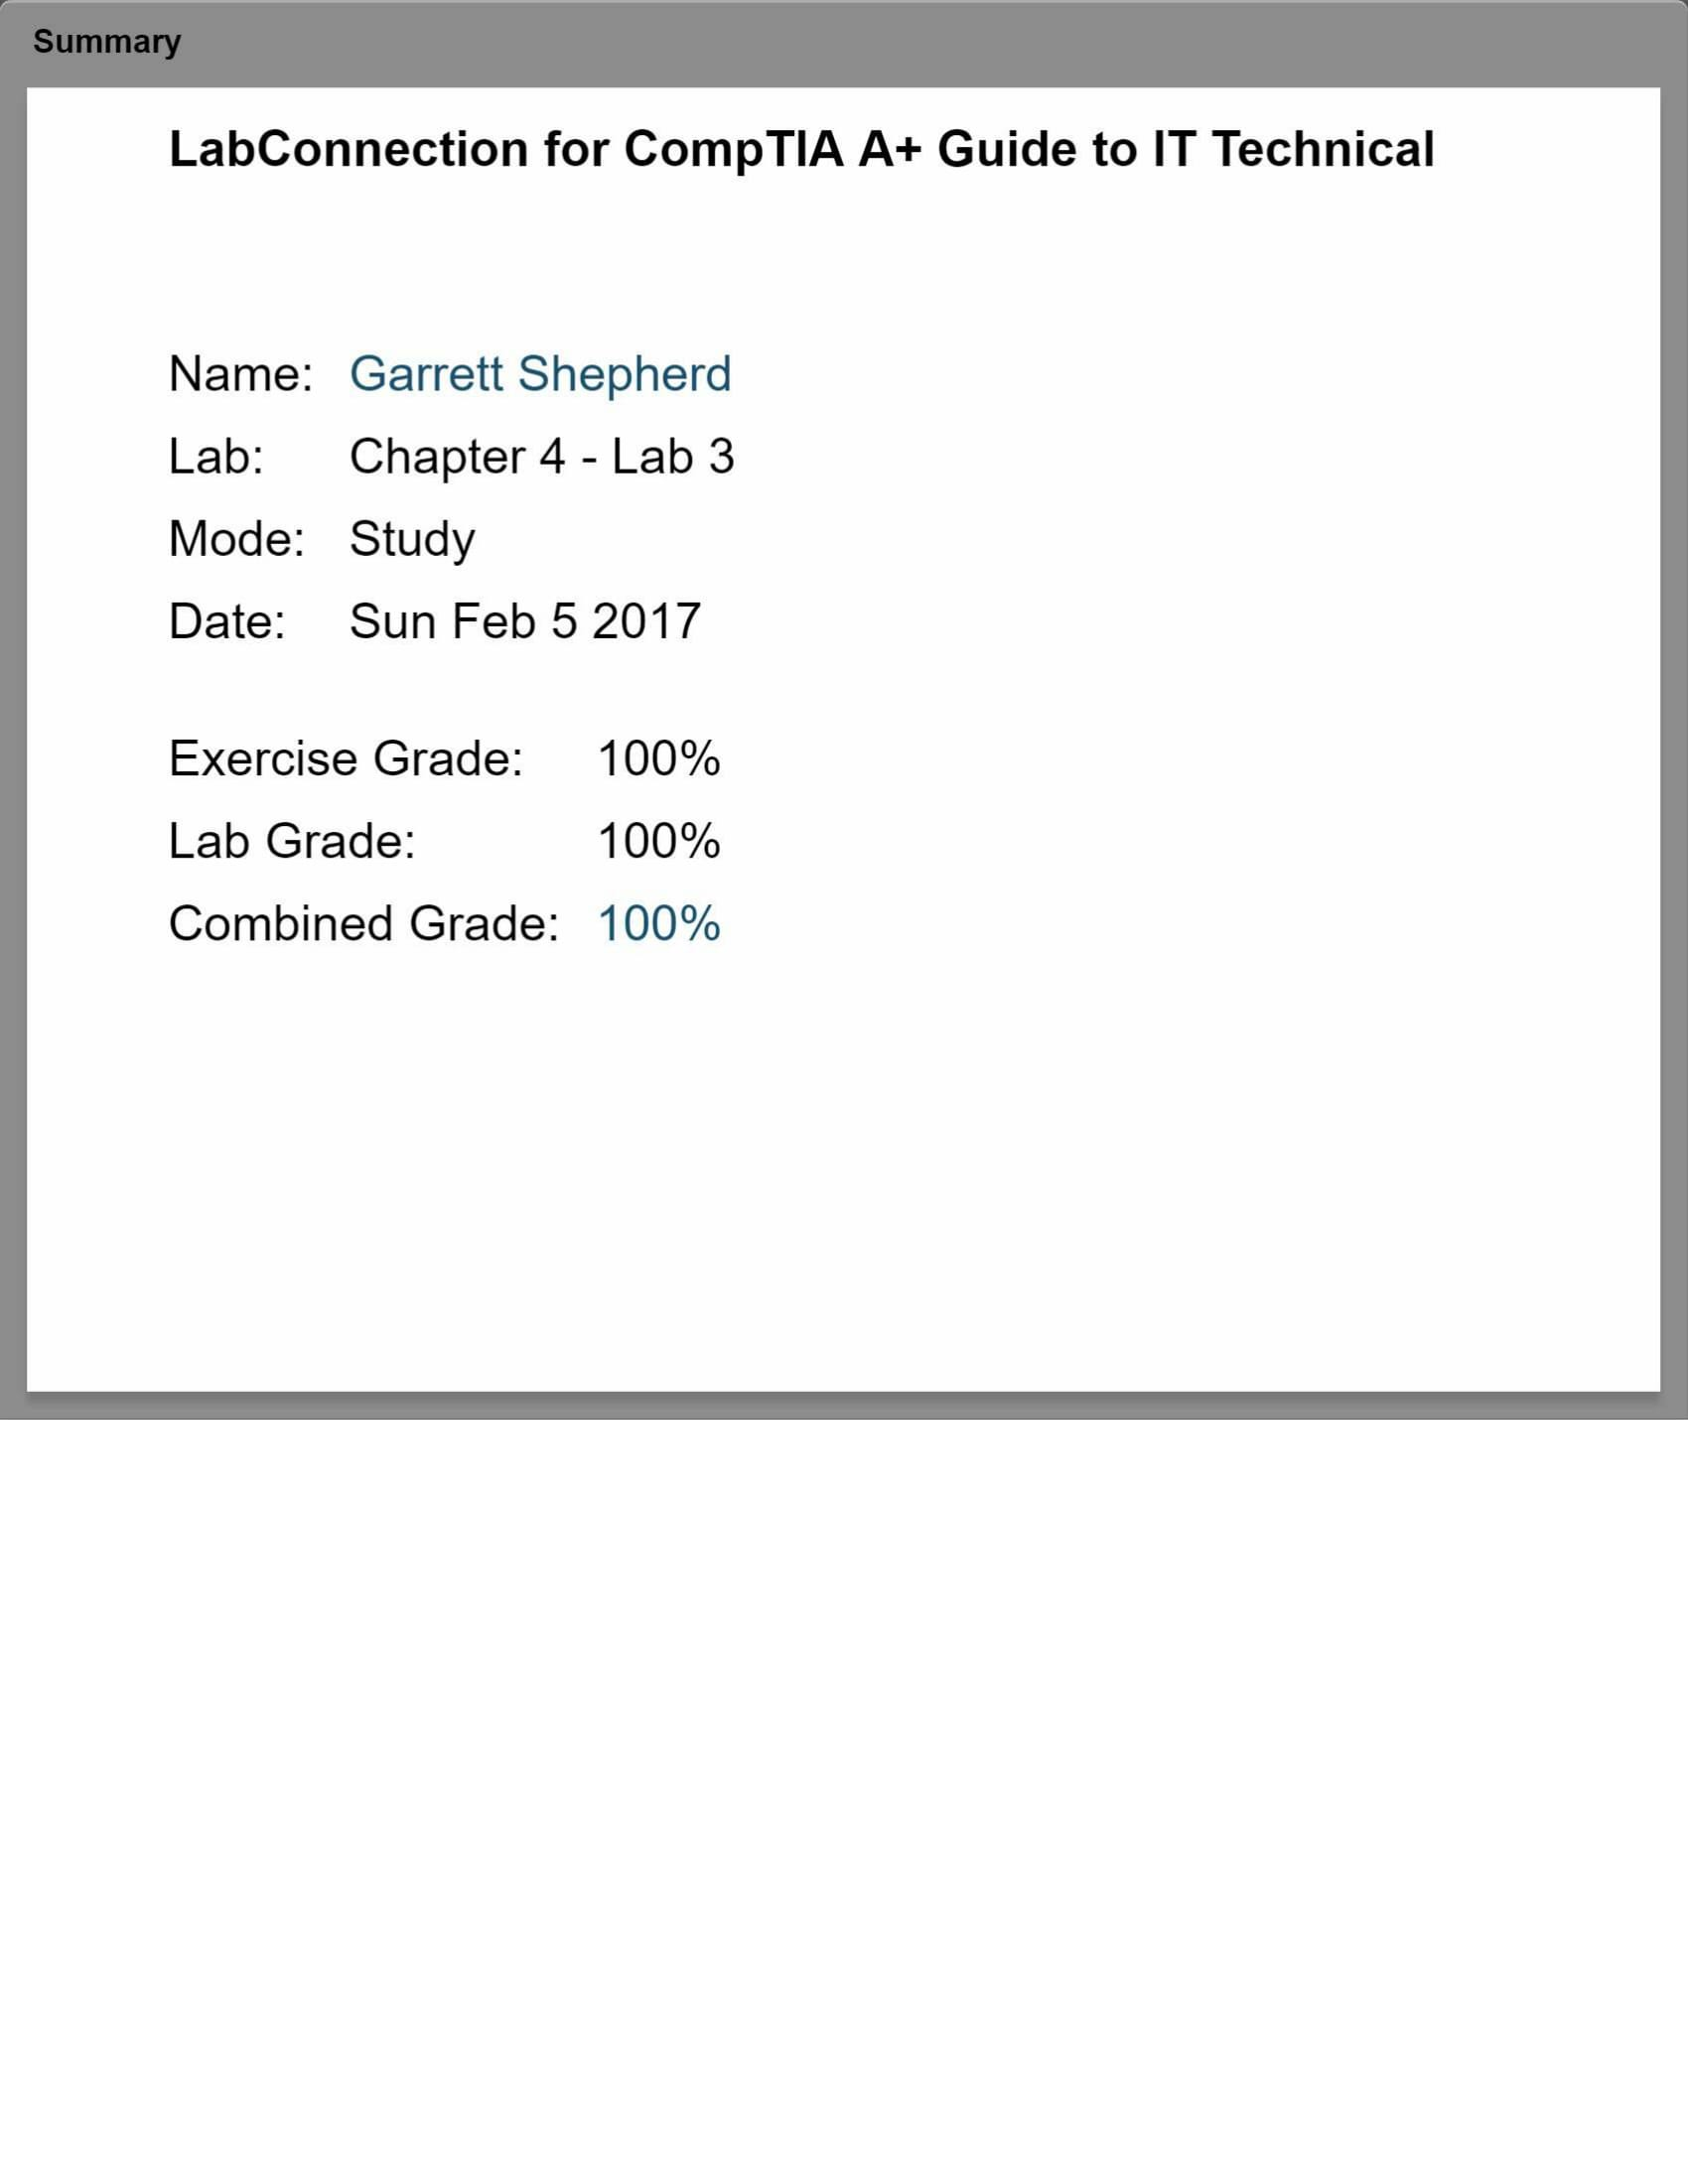 Summary
LabConnection for CompTIA A+ Guide to IT Technical
Name: Garrett Shepherd
Lab: Chapter 4 - Lab 3
Mode: Study
Date: Sun Feb 5 2017
Exercise Grade: 100%
Lab Grade: 100%
Combined Grade: 100%